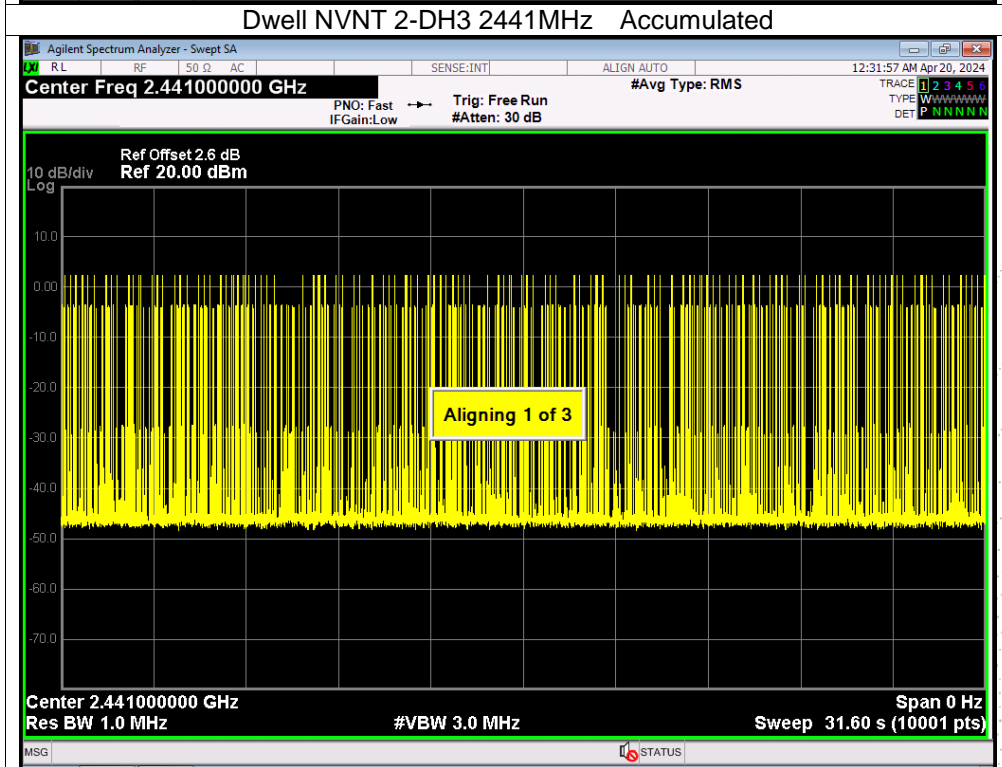 Dwell NVNT 2-DH3 2441MHz Accumulated
Agilent Spectrum Analyzer - Swept SA
LXI RL RF 50 Ω AC SENSE:INT ALIGN AUTO 12:31:57 AM Apr 20, 2024
Center Freq 2.441000000 GHz #Avg Type: RMS TRACE 1 2 3 4 5 6
PNO: Fast Trig: Free Run TYPE WWWWWW
IFGain:Low #Atten: 30 dB DET P N N N N N
Ref Offset 2.6 dB
10 dB/div Ref 20.00 dBm
Log
10.0
0.00
-10.0
-20.0
Aligning 1 of 3
-30.0
-40.0
-50.0
-60.0
-70.0
Center 2.441000000 GHz Span 0 Hz
Res BW 1.0 MHz #VBW 3.0 MHz Sweep 31.60 s (10001 pts)
MSG STATUS